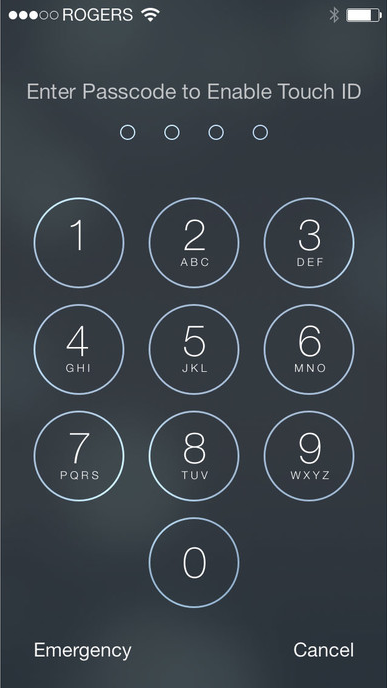 ROGERS
Enter Passcode to Enable Touch ID
1 2 3
ABC DEF
4 5 6
GHI JKL MNO
7 8 9
PQRS TUV WXYZ
0
Emergency Cancel